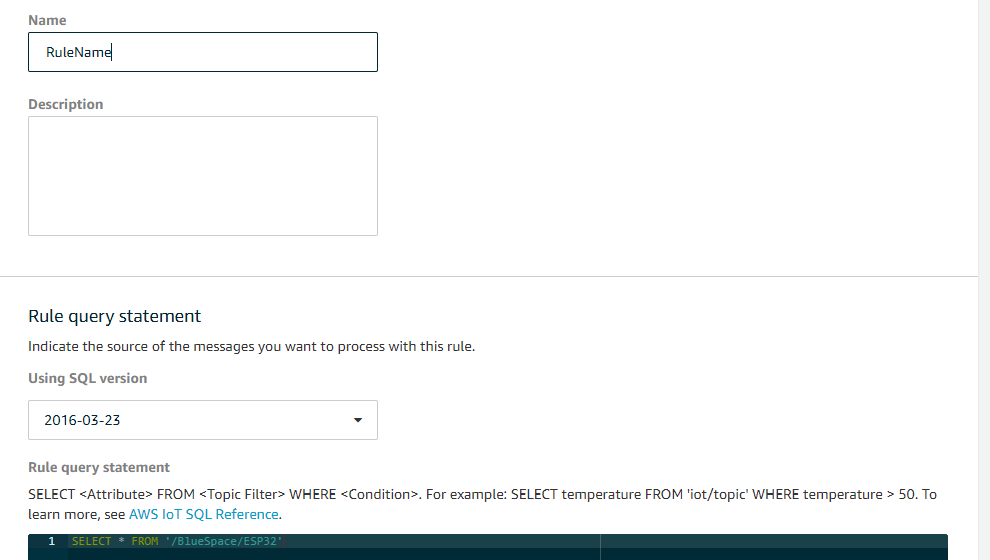 Name
RuleName
Description
Rule query statement
Indicate the source of the messages you want to process with this rule.
Using SQL version
2016-03-23
Rule query statement
SELECT <Attribute> FROM <Topic Filter> WHERE <Condition>. For example: SELECT temperature FROM 'iot/topic' WHERE temperature > 50. To
learn more, see AWS IoT SQL Reference.
1 SELECT * FROM '/BlueSpace/ESP32'